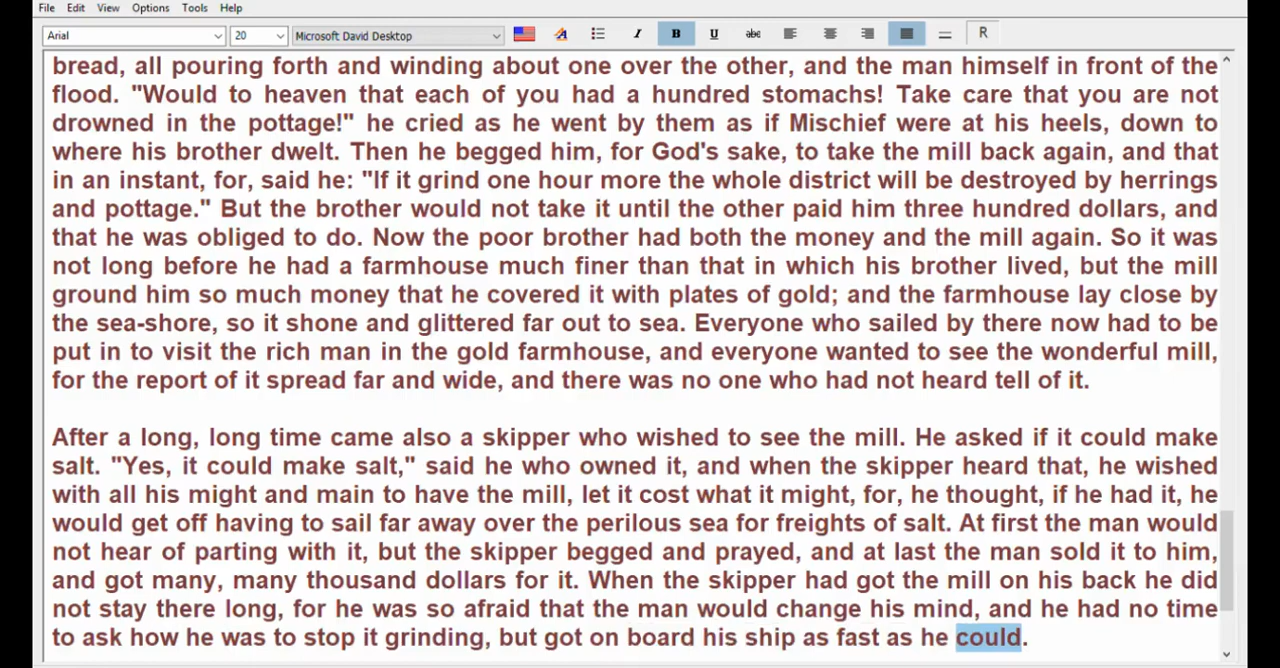 File Edit View Options Tools Help
Arial 20 Microsoft David Desktop I B U abc R
bread, all pouring forth and winding about one over the other, and the man himself in front of the
flood. "Would to heaven that each of you had a hundred stomachs! Take care that you are not
drowned in the pottage!" he cried as he went by them as if Mischief were at his heels, down to
where his brother dwelt. Then he begged him, for God's sake, to take the mill back again, and that
in an instant, for, said he: "If it grind one hour more the whole district will be destroyed by herrings
and pottage." But the brother would not take it until the other paid him three hundred dollars, and
that he was obliged to do. Now the poor brother had both the money and the mill again. So it was
not long before he had a farmhouse much finer than that in which his brother lived, but the mill
ground him so much money that he covered it with plates of gold; and the farmhouse lay close by
the sea-shore, so it shone and glittered far out to sea. Everyone who sailed by there now had to be
put in to visit the rich man in the gold farmhouse, and everyone wanted to see the wonderful mill,
for the report of it spread far and wide, and there was no one who had not heard tell of it.
After a long, long time came also a skipper who wished to see the mill. He asked if it could make
salt. "Yes, it could make salt," said he who owned it, and when the skipper heard that, he wished
with all his might and main to have the mill, let it cost what it might, for, he thought, if he had it, he
would get off having to sail far away over the perilous sea for freights of salt. At first the man would
not hear of parting with it, but the skipper begged and prayed, and at last the man sold it to him,
and got many, many thousand dollars for it. When the skipper had got the mill on his back he did
not stay there long, for he was so afraid that the man would change his mind, and he had no time
to ask how he was to stop it grinding, but got on board his ship as fast as he could.